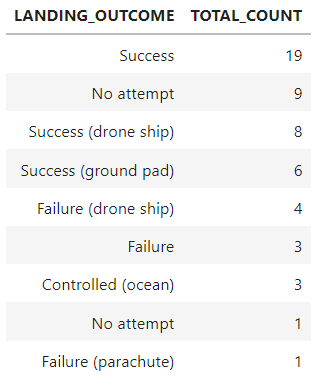 LANDING_OUTCOME TOTAL_COUNT
Success 19
No attempt 9
Success (drone ship) 8
Success (ground pad) 6
Failure (drone ship) 4
Failure 3
Controlled (ocean) 3
No attempt 1
Failure (parachute) 1